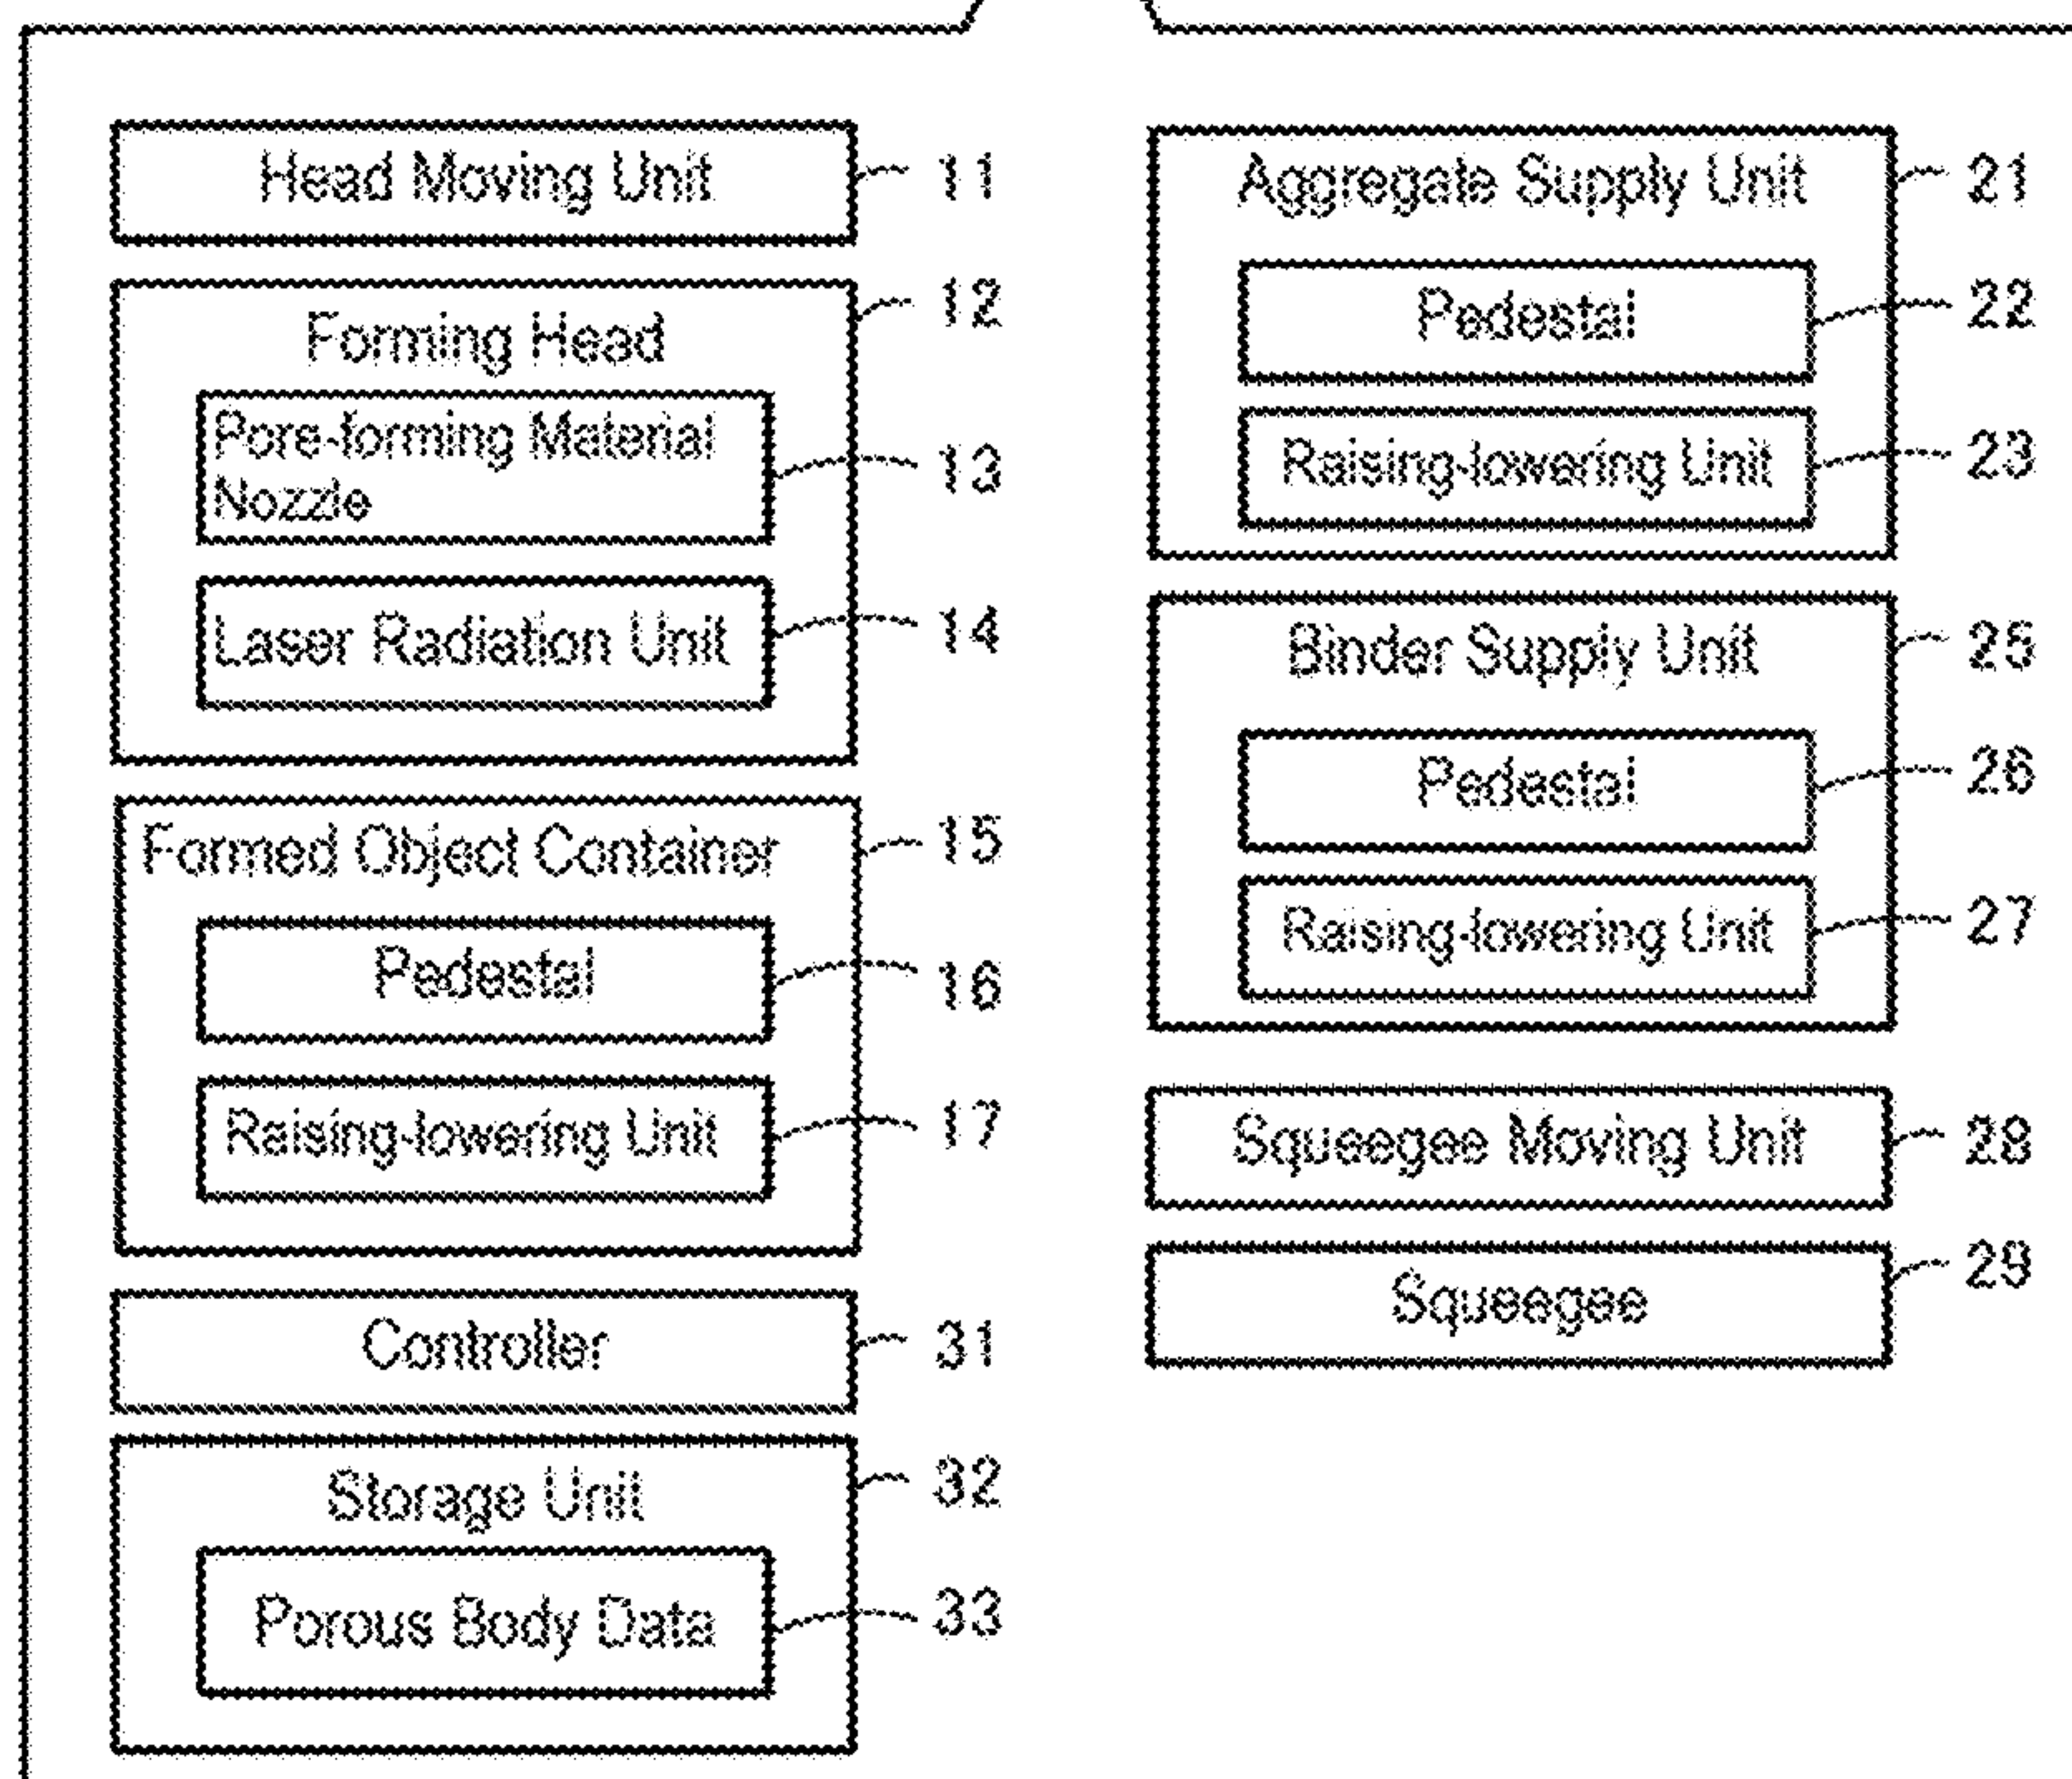 Head Moving Unit 11
Forming Head 12
Pore-forming Material
Nozzle 13
Laser Radiation Unit 14
Formed Object Container 15
Pedestal 16
Raising-lowering Unit 17
Controller 31
Storage Unit 32
Porous Body Data 33
Aggregate Supply Unit 21
Pedestal 22
Raising-lowering Unit 23
Binder Supply Unit 25
Pedestal 26
Raising-lowering Unit 27
Squeegee Moving Unit 28
Squeegee 29